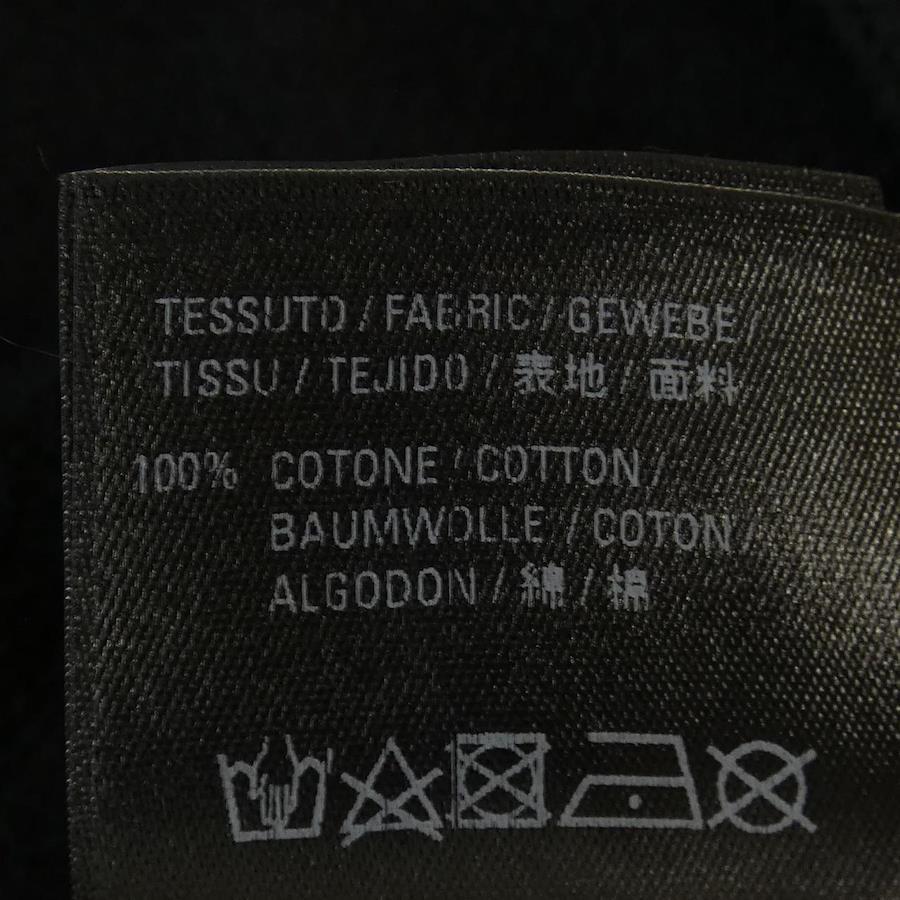 TESSUTO / FABRIC / GEWEBE /
TISSU / TEJIDO / 表地 / 面料
100% COTONE / COTTON /
BAUMWOLLE / COTON /
ALGODON / 綿 / 棉